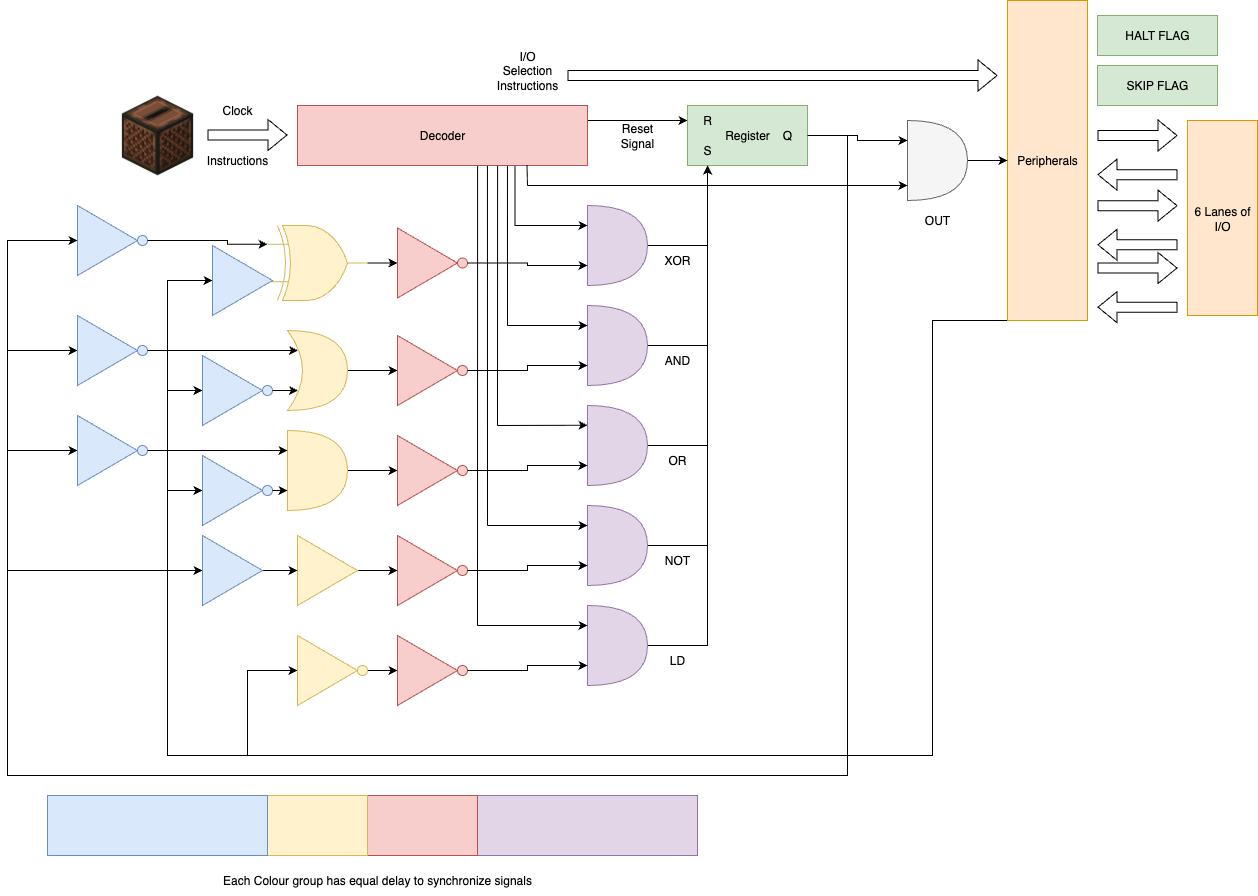 HALT FLAG
I/O
Selection
Instructions
SKIP FLAG
Clock
Decoder
Reset
Signal
R
Register
Q
S
Instructions
Peripherals
OUT
6 Lanes of
I/O
XOR
AND
OR
NOT
LD
Each Colour group has equal delay to synchronize signals